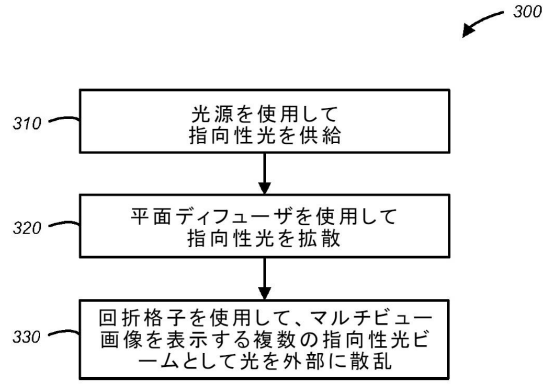 300
310
光源を使用して
指向性光を供給
320
平面ディフューザを使用して
指向性光を拡散
330
回折格子を使用して、マルチビュー
画像を表示する複数の指向性光ビ
ームとして光を外部に散乱